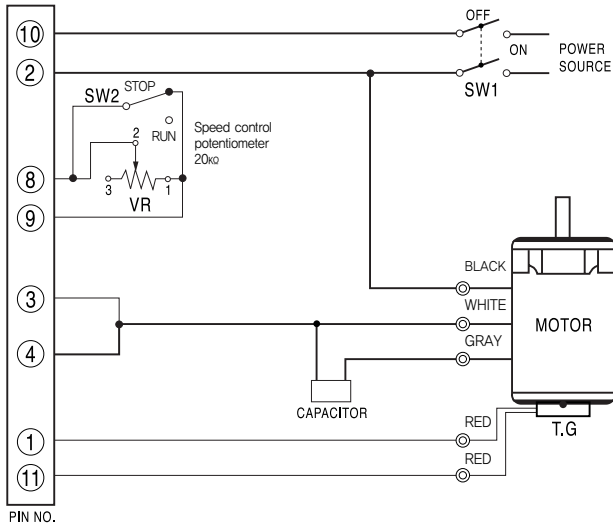 OFF
10
ON
POWER
SOURCE
2
SW1
STOP
SW2
RUN
Speed control
potentiometer
20KΩ
2
8
3
1
VR
9
BLACK
3
WHITE
MOTOR
GRAY
4
CAPACITOR
RED
T.G
1
RED
11
PIN NO.